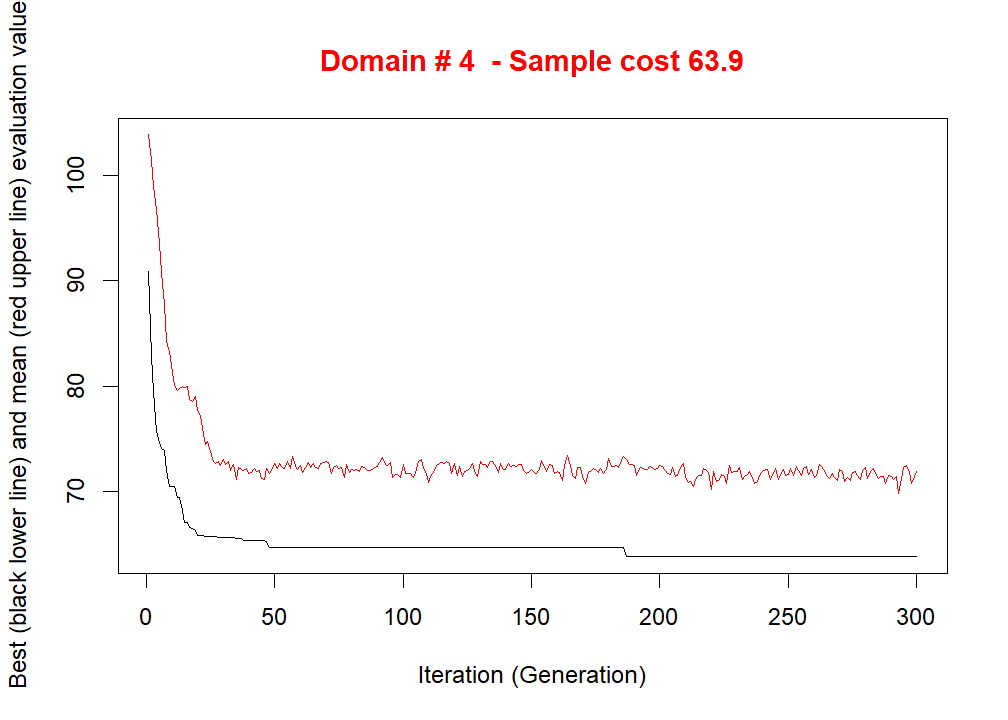 Domain # 4  - Sample cost 63.9
Best (black lower line) and mean (red upper line) evaluation value
100
90
80
70
0 50 100 150 200 250 300
Iteration (Generation)